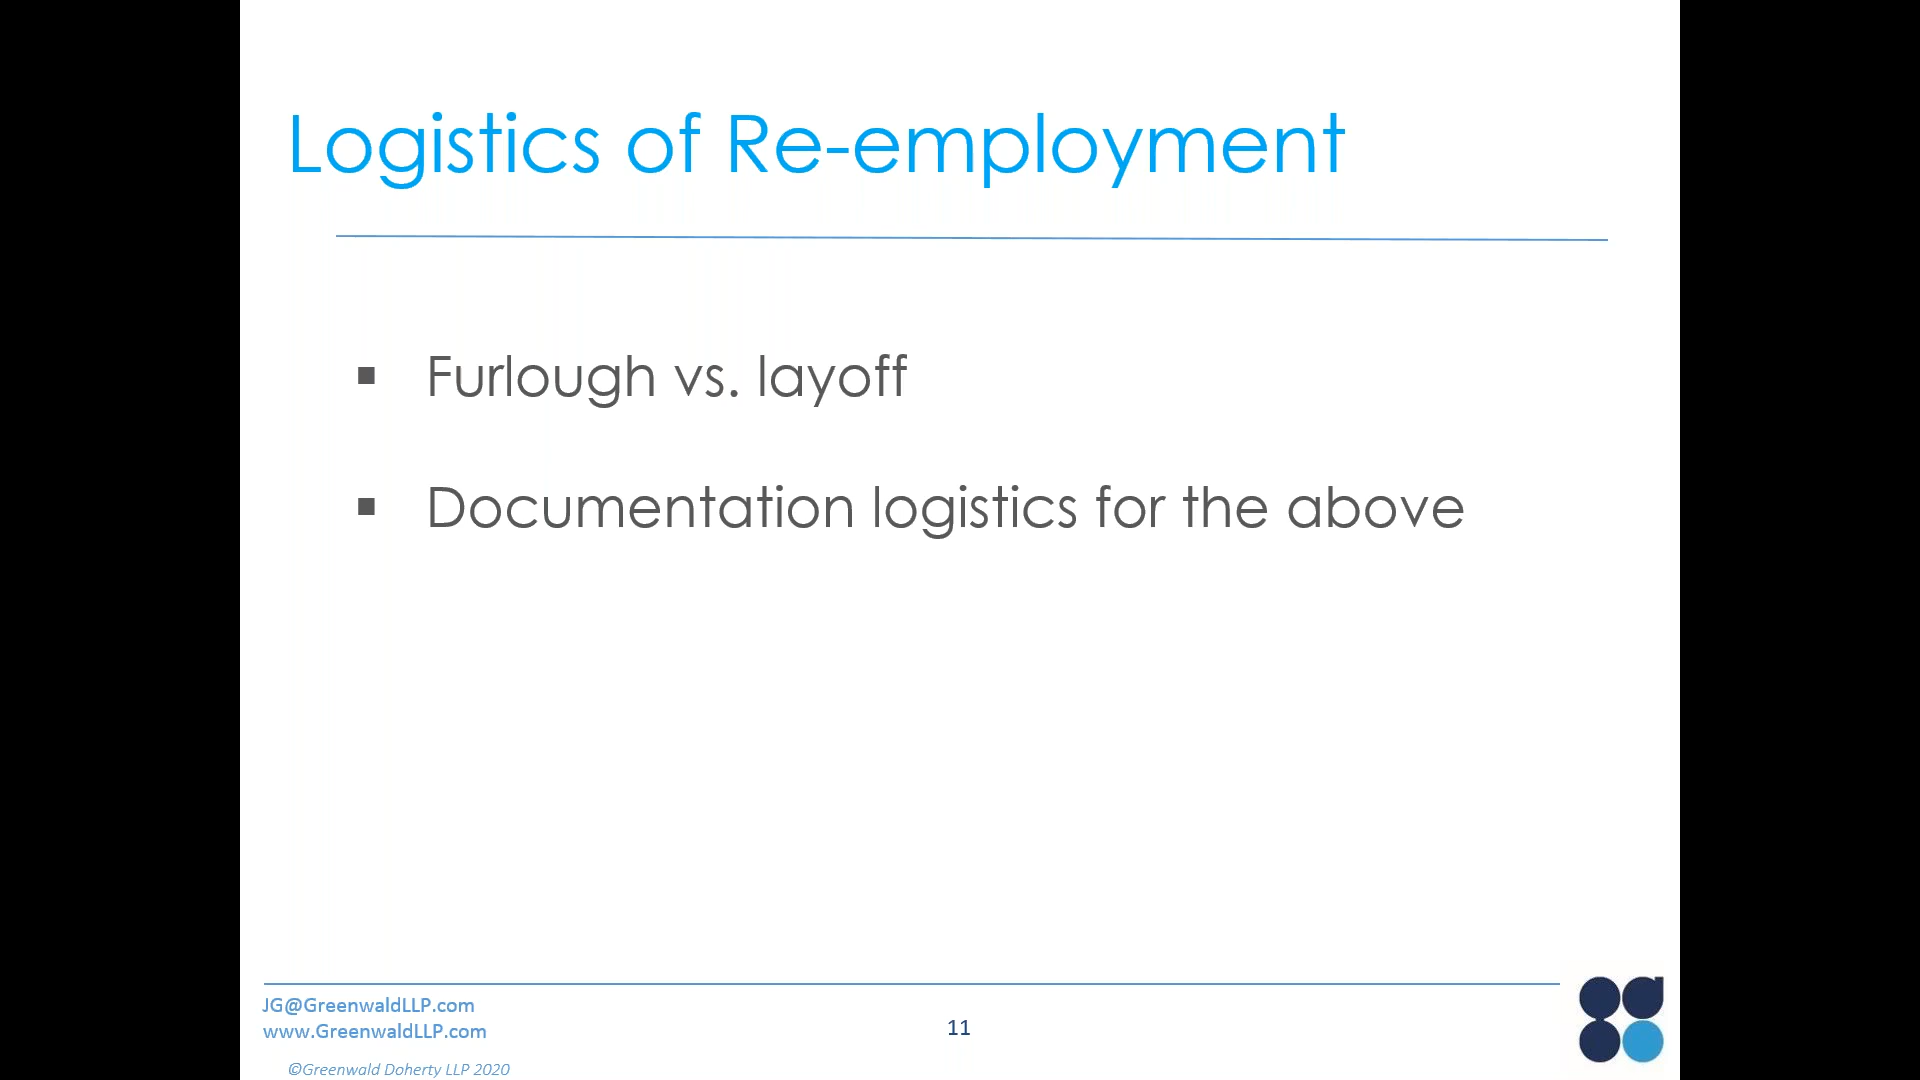 Logistics of Re-employment
▪ Furlough vs. layoff
▪ Documentation logistics for the above
JG@GreenwaldLLP.com
www.GreenwaldLLP.com
11
©Greenwald Doherty LLP 2020